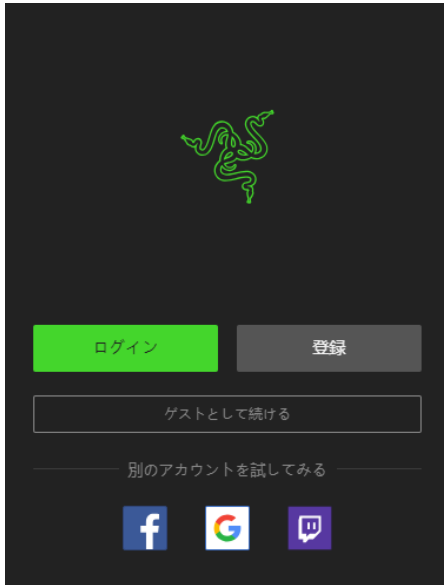 ログイン
登録
ゲストとして続ける
別のアカウントを試してみる